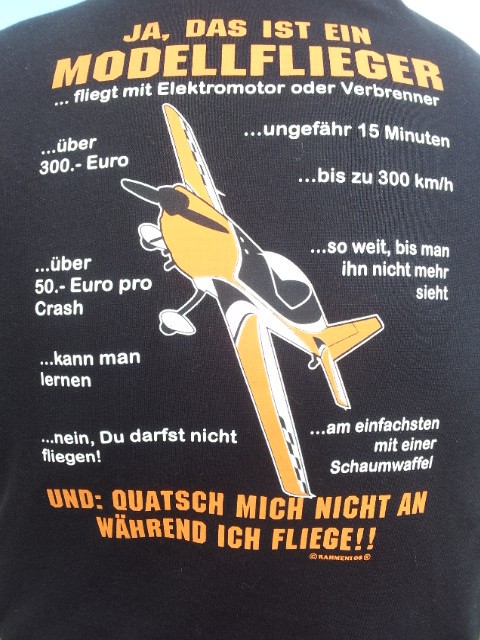 JA, DAS IST EIN
MODELLFLIEGER
... fliegt mit Elektromotor oder Verbrenner
...über
300.- Euro
...ungefähr 15 Minuten
...bis zu 300 km/h
...über
50.- Euro pro
Crash
...so weit, bis man
ihn nicht mehr
sieht
...kann man
lernen
...nein, Du darfst nicht
fliegen!
...am einfachsten
mit einer
Schaumwaffel
UND: QUATSCH MICH NICHT AN
WÄHREND ICH FLIEGE!!
© RAHMENIOS ®